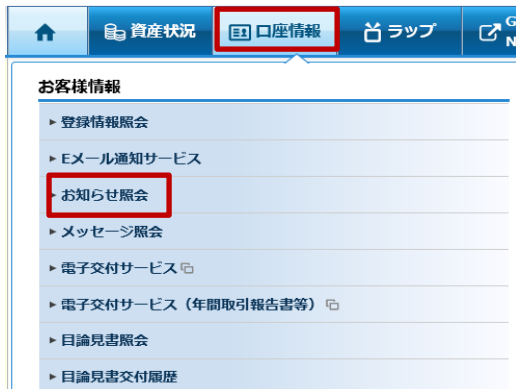 資産状況 口座情報 ラップ G
N
お客様情報
登録情報照会
Eメール通知サービス
お知らせ照会
メッセージ照会
電子交付サービス
電子交付サービス（年間取引報告書等）
目論見書照会
目論見書交付履歴